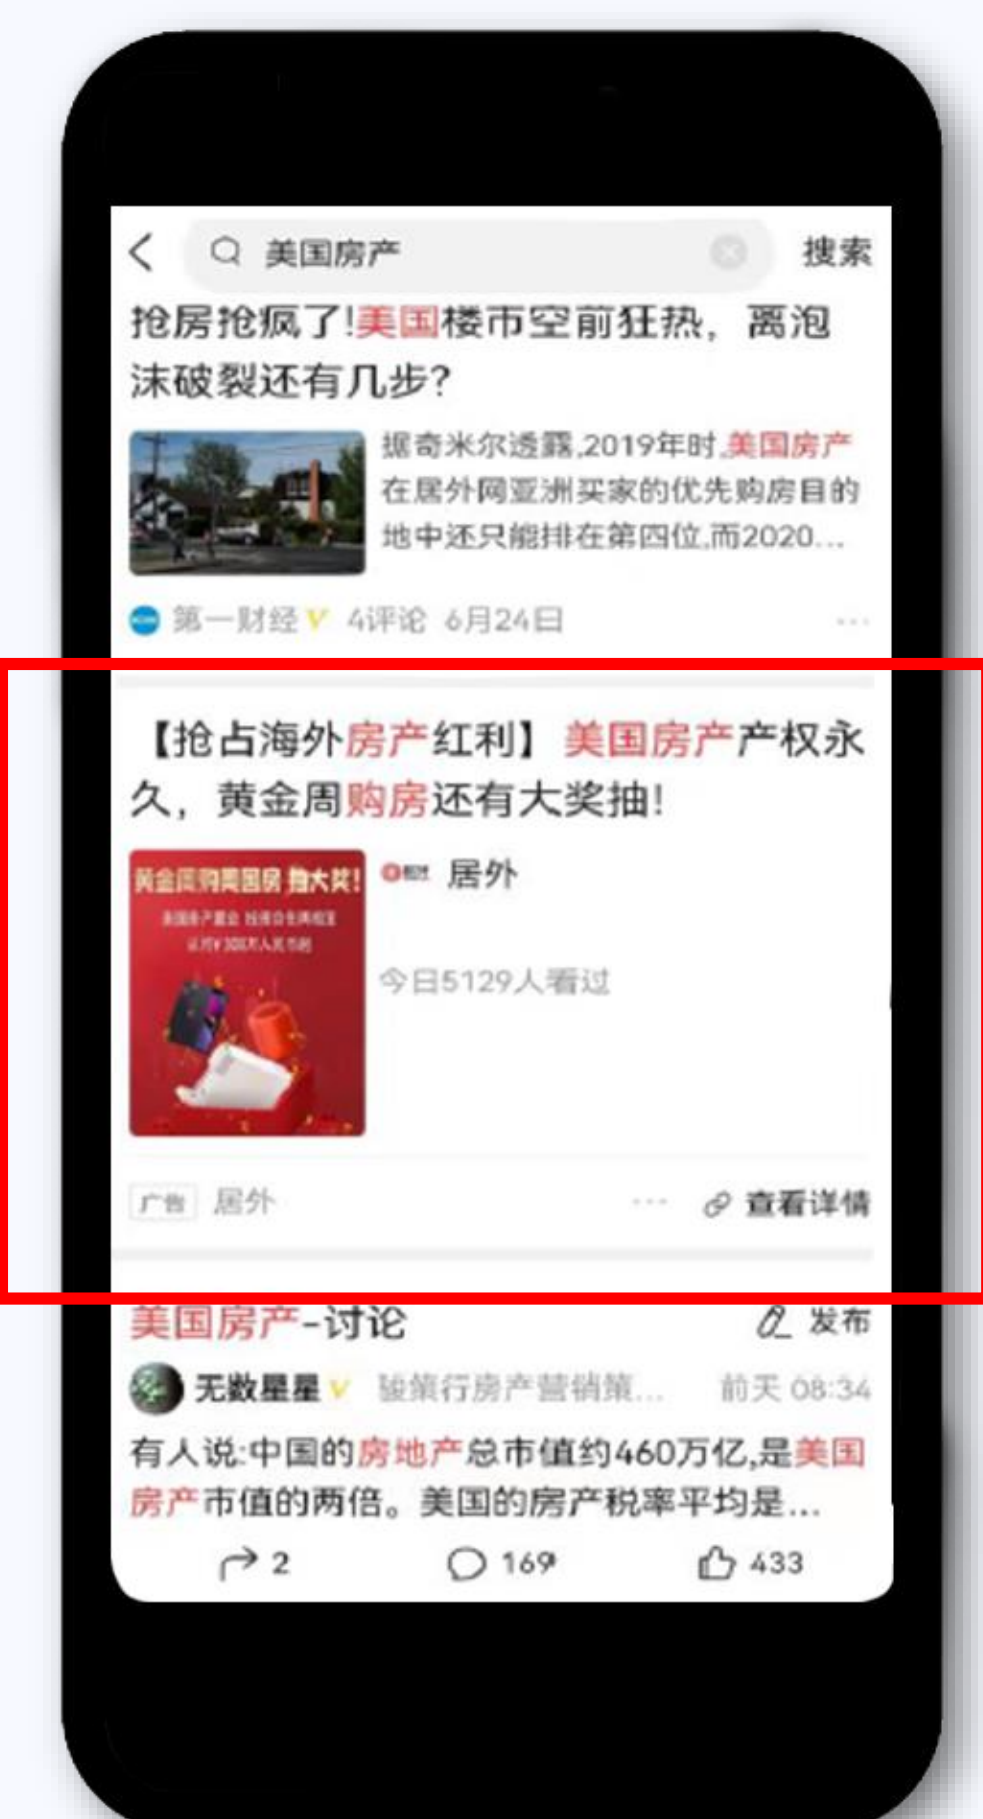 美国房产
搜索
抢房抢疯了!美国楼市空前狂热，离泡
沫破裂还有几步?
据奇米尔透露,2019年时,美国房产
在居外网亚洲买家的优先购房目的
地中还只能排在第四位,而2020...
第一财经 V 4评论 6月24日
【抢占海外房产红利】美国房产产权永
久，黄金周购房还有大奖抽!
黄金周购美国房 抽大奖!
居外
今日5129人看过
广告 居外
查看详情
美国房产-讨论
发布
无数星星 V 骏策行房产营销策... 前天 08:34
有人说:中国的房地产总市值约460万亿,是美国
房产市值的两倍。美国的房产税率平均是...
2 169 433